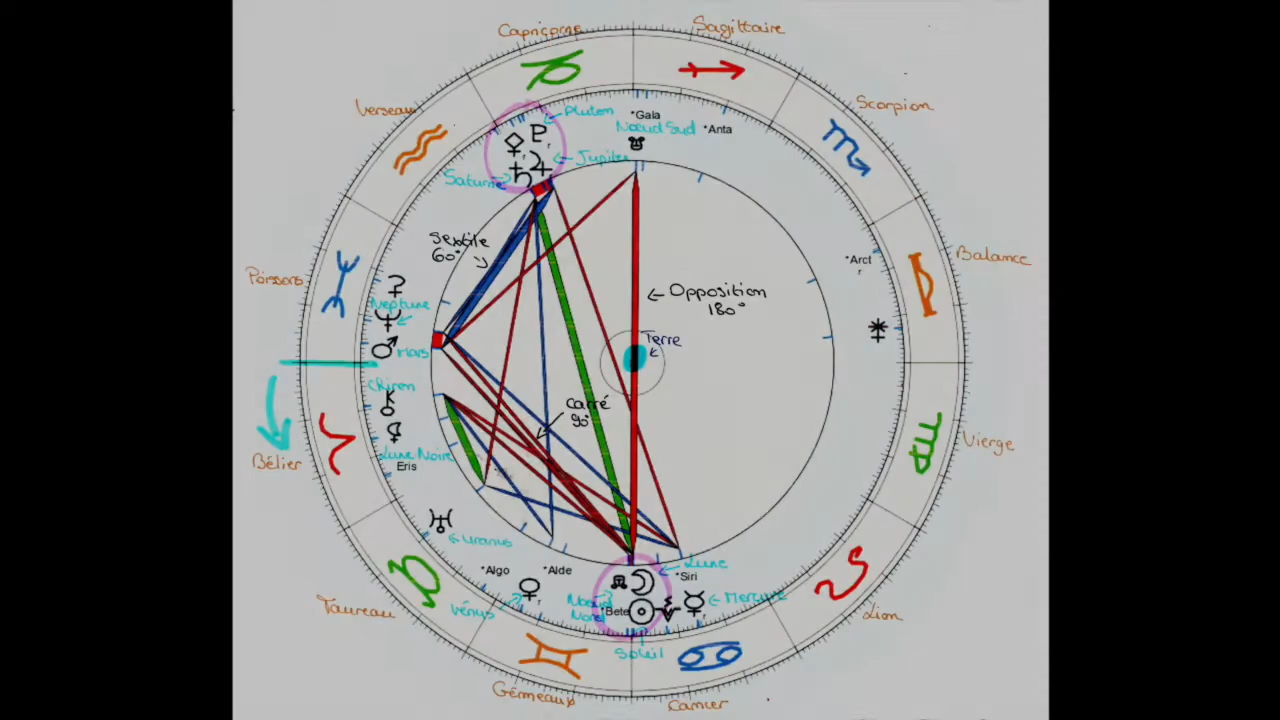 Capricorne
Sagittaire
Verseau
Scorpion
Pluton
*Gala
Noeud Sud
*Anta
Jupiter
Saturne
r
r
Sextile
60°
*Arct
r
Balance
Poissons
Neptune
Opposition
180°
Terre
Mars
Chiren
Carré
90°
Vierge
Bélier
Lune Noire
Eris
Uranus
*Algo
*Alde
Lune
*Siri
Taureau
Vénus
r
Noeud
Nord
*Bete
r
Mercure
Lion
Soleil
Gémeaux
Cancer